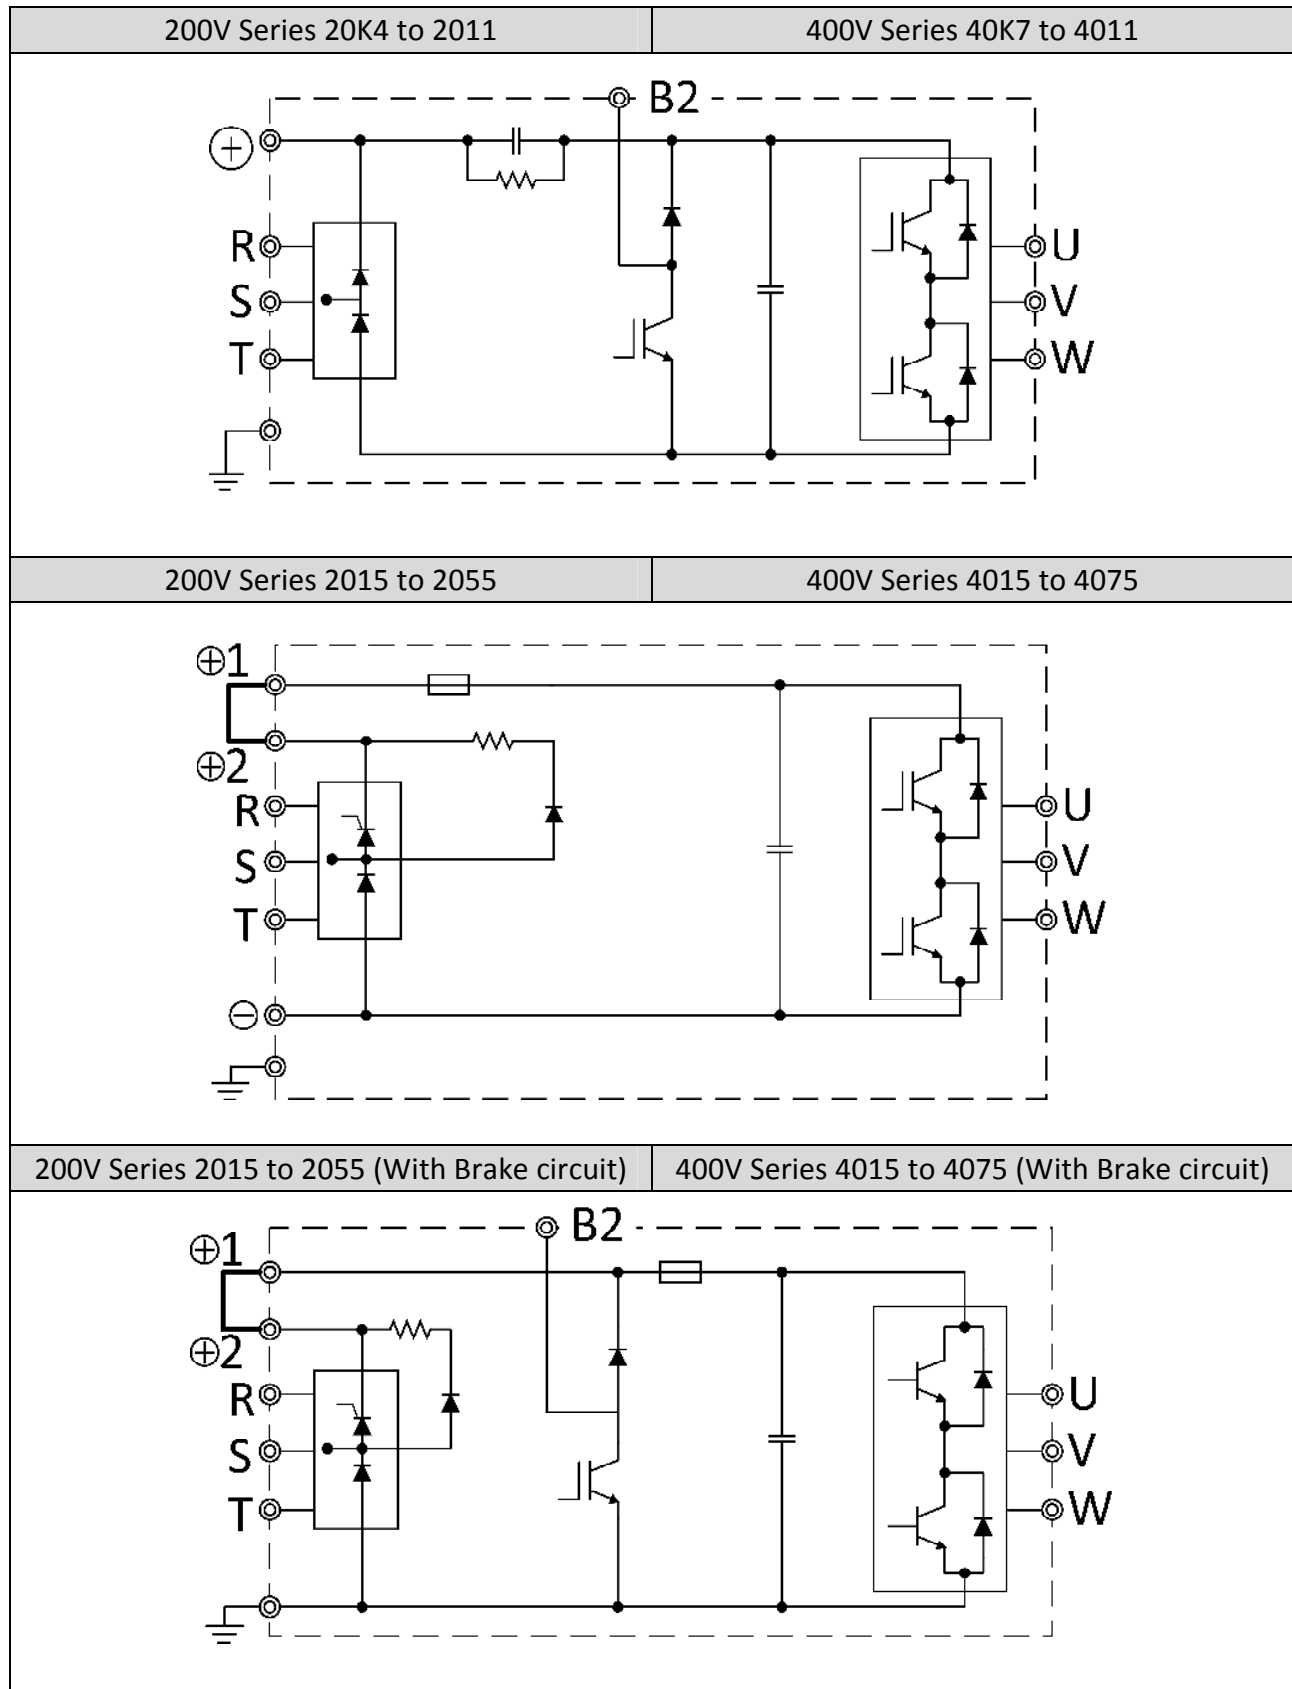 200V Series 20K4 to 2011
400V Series 40K7 to 4011
B2
⊕
R
S
T
U
V
W
200V Series 2015 to 2055
400V Series 4015 to 4075
⊕1
⊕2
R
S
T
⊖
U
V
W
200V Series 2015 to 2055 (With Brake circuit)
400V Series 4015 to 4075 (With Brake circuit)
B2
⊕1
⊕2
R
S
T
U
V
W